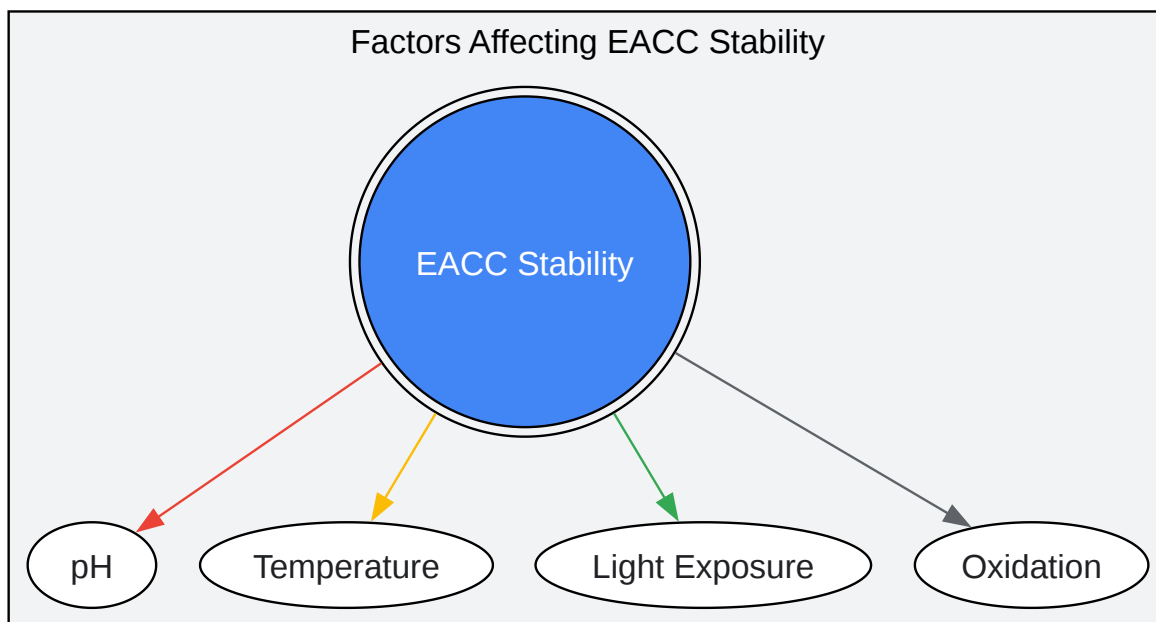 Factors Affecting EACC Stability
EACC Stability
pH
Temperature
Light Exposure
Oxidation